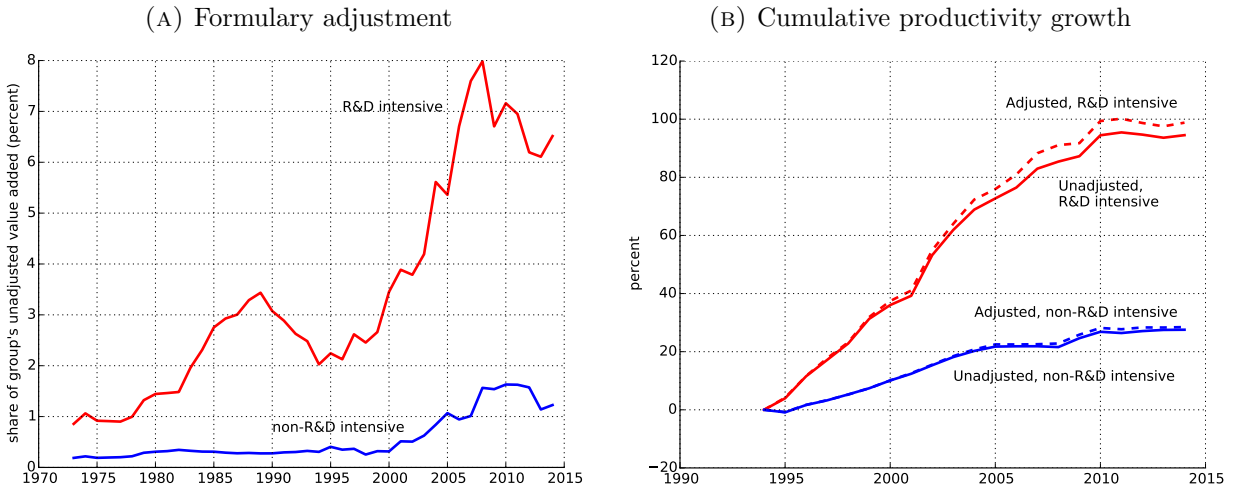 (A) Formulary adjustment
share of group's unadjusted value added (percent)
8
7
6
5
4
3
2
1
0
R&D intensive
non-R&D intensive
1970 1975 1980 1985 1990 1995 2000 2005 2010 2015
(B) Cumulative productivity growth
percent
120
100
80
60
40
20
0
−20
Adjusted, R&D intensive
Unadjusted,
R&D intensive
Adjusted, non-R&D intensive
Unadjusted, non-R&D intensive
1990 1995 2000 2005 2010 2015